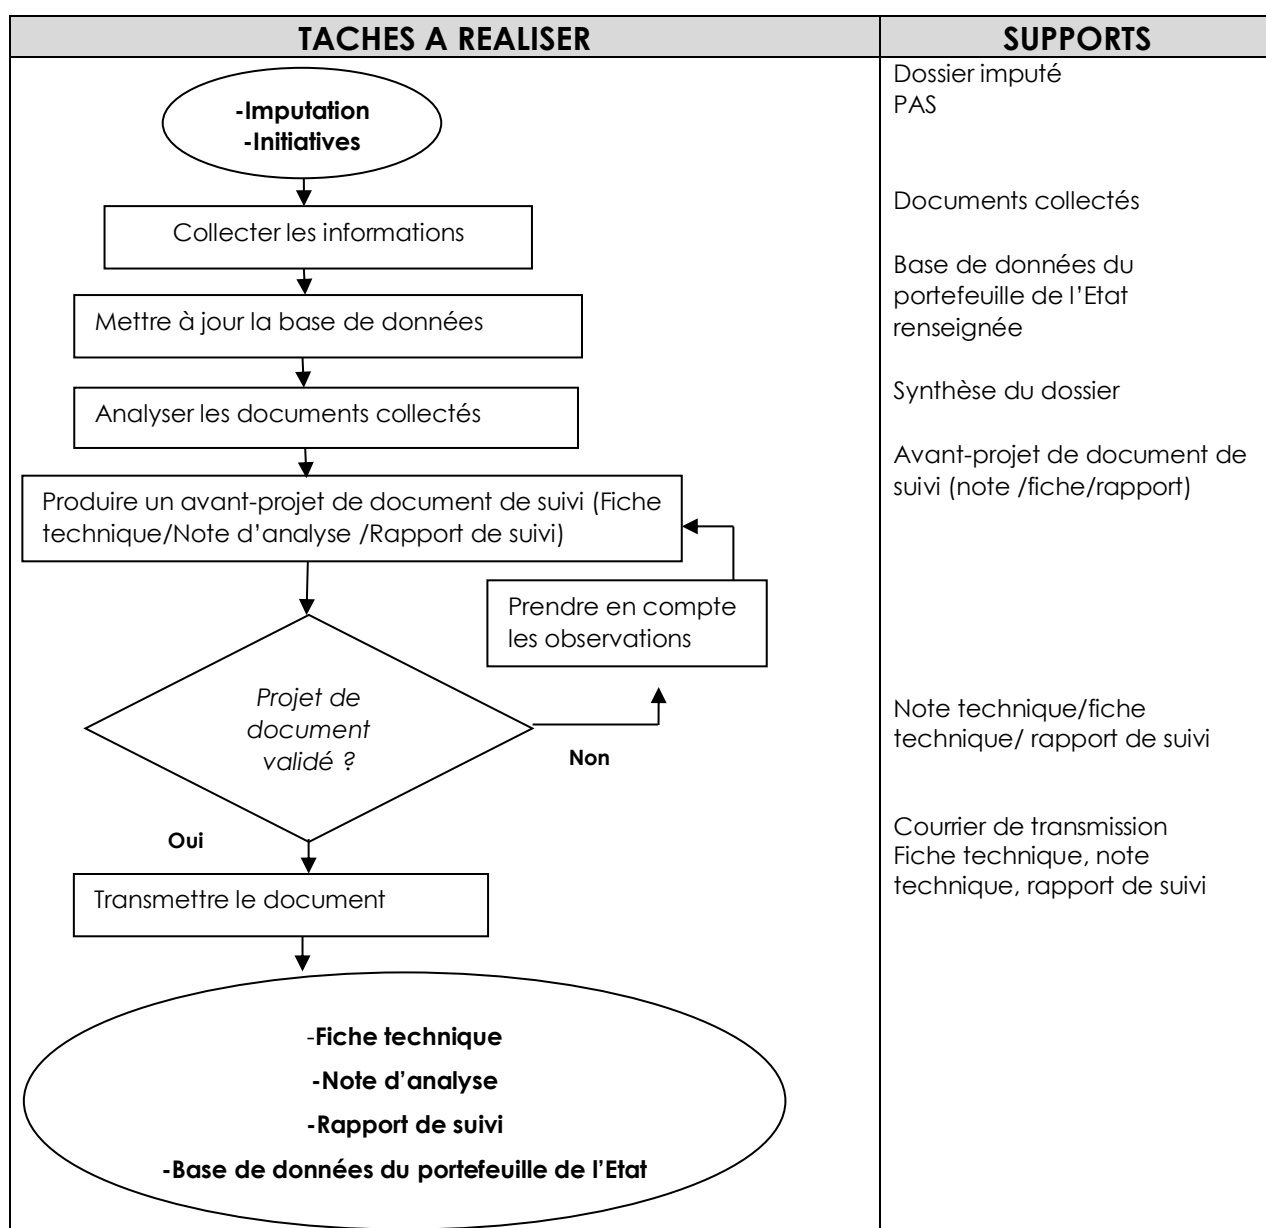 TACHES A REALISER
SUPPORTS
-Imputation
-Initiatives
Dossier imputé
PAS
Collecter les informations
Documents collectés
Mettre à jour la base de données
Base de données du
portefeuille de l’Etat
renseignée
Analyser les documents collectés
Synthèse du dossier
Produire un avant-projet de document de suivi (Fiche
technique/Note d’analyse /Rapport de suivi)
Avant-projet de document de
suivi (note /fiche/rapport)
Prendre en compte
les observations
Projet de
document
validé ?
Non
Note technique/fiche
technique/ rapport de suivi
Oui
Transmettre le document
Courrier de transmission
Fiche technique, note
technique, rapport de suivi
-Fiche technique
-Note d’analyse
-Rapport de suivi
-Base de données du portefeuille de l’Etat